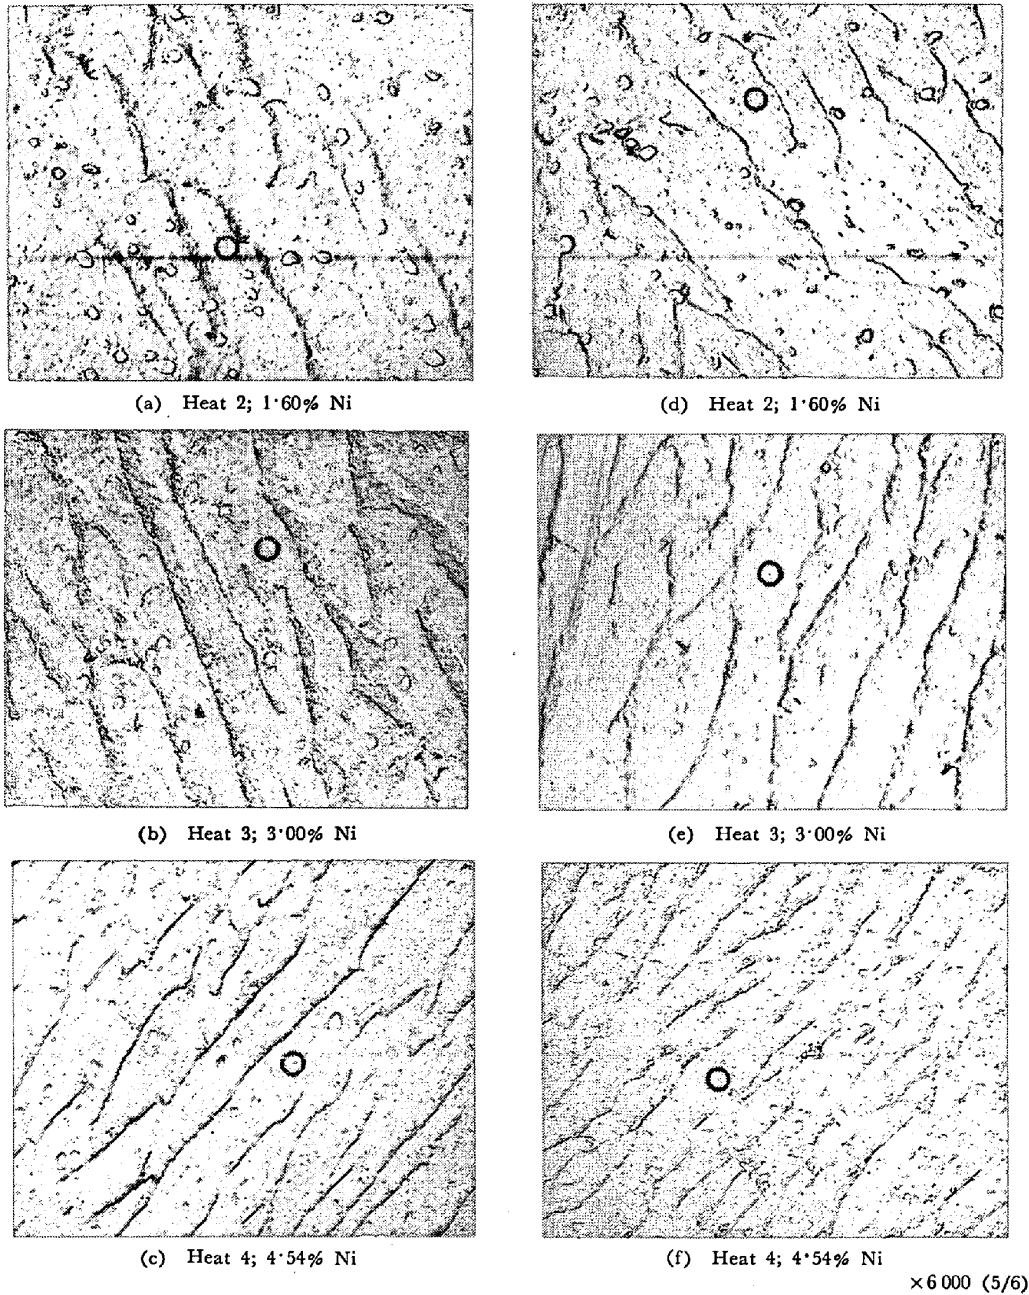 (a) Heat 2; 1·60% Ni
(d) Heat 2; 1·60% Ni
(b) Heat 3; 3·00% Ni
(e) Heat 3; 3·00% Ni
(c) Heat 4; 4·54% Ni
(f) Heat 4; 4·54% Ni
×6 000 (5/6)